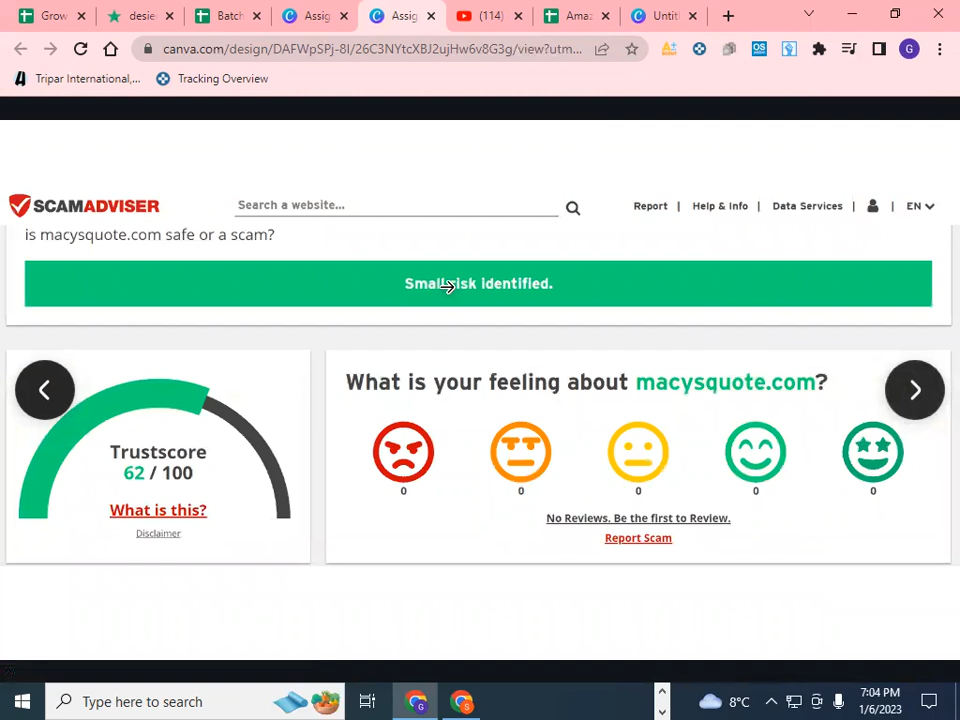 Grow
desie
Batch
Assig
Assig
(114)
Ama
Unti
canva.com/design/DAFWpSPj-8I/26C3NYtcXBJ2ujHw6v8G3g/view?utm...
OS
G
Tripar International,...
Tracking Overview
SCAMADVISER
Search a website...
Report | Help & Info | Data Services | | EN
is macysquote.com safe or a scam?
Small risk identified.
Trustscore
62 / 100
What is this?
Disclaimer
What is your feeling about macysquote.com?
0 0 0 0 0
No Reviews. Be the first to Review.
Report Scam
Type here to search
G
S
8°C
7:04 PM
1/6/2023